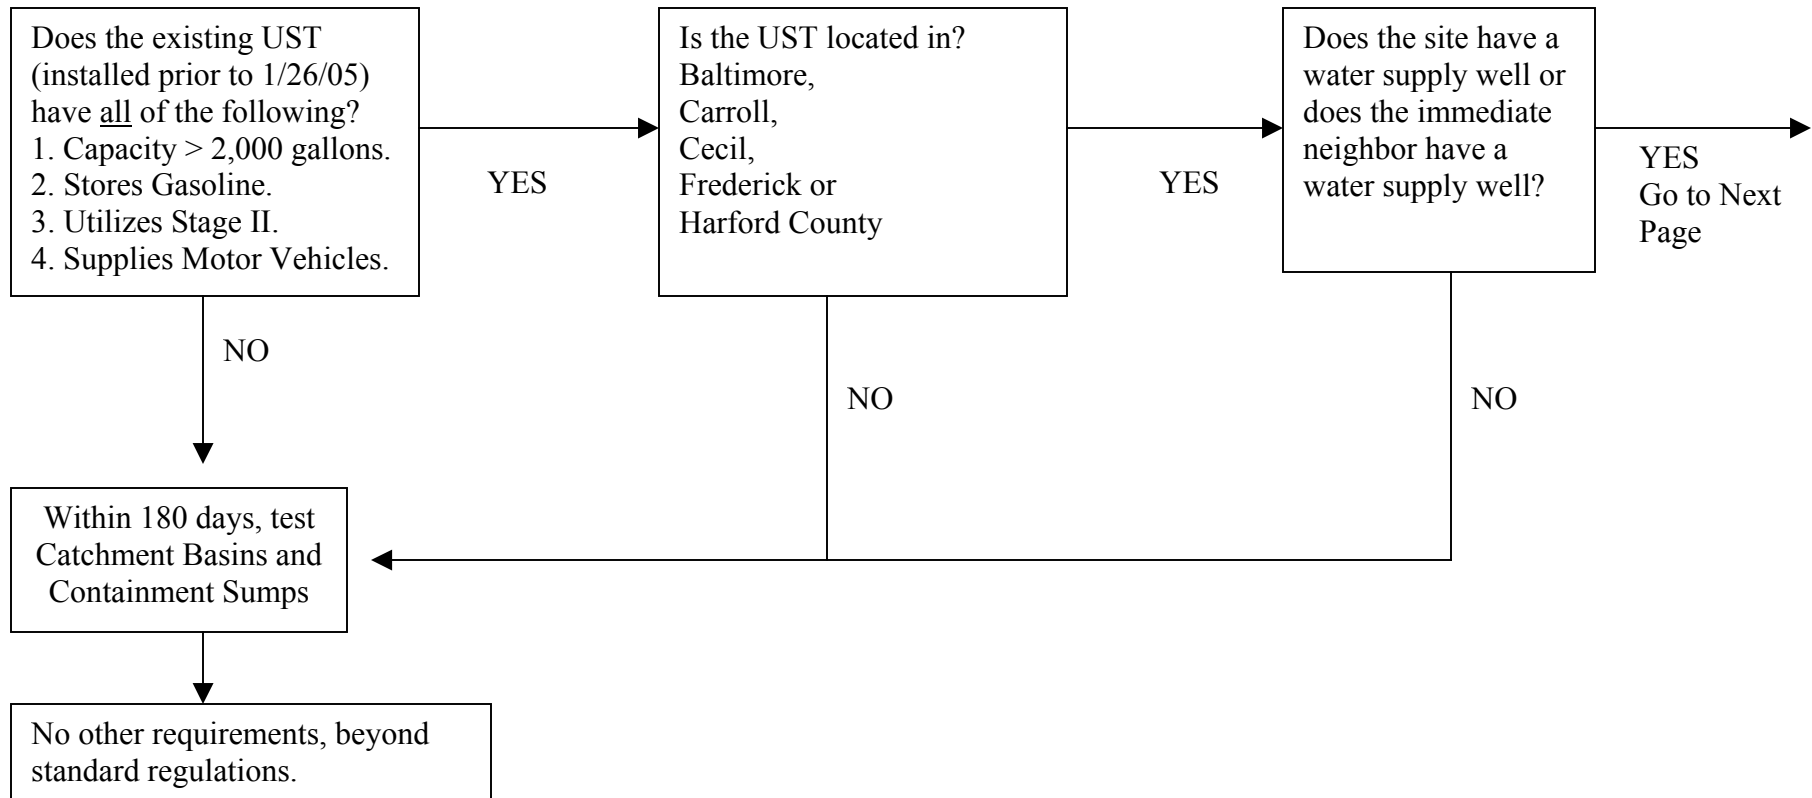 Does the existing UST
(installed prior to 1/26/05)
have all of the following?
1. Capacity > 2,000 gallons.
2. Stores Gasoline.
3. Utilizes Stage II.
4. Supplies Motor Vehicles.
YES
Is the UST located in?
Baltimore,
Carroll,
Cecil,
Frederick or
Harford County
YES
Does the site have a
water supply well or
does the immediate
neighbor have a
water supply well?
YES
Go to Next
Page
NO
NO
NO
Within 180 days, test
Catchment Basins and
Containment Sumps
No other requirements, beyond
standard regulations.